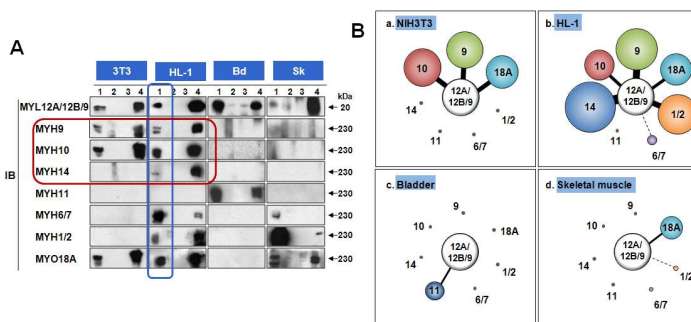 A
3T3 HL-1 Bd Sk
1 2 3 4 1 2 3 4 1 2 3 4 1 2 3 4 kDa
MYL12A/12B/9 20
MYH9 230
MYH10 230
MYH14 230
MYH11 230
MYH6/7 230
MYH1/2 230
MYO18A 230
IB
B
a. NIH3T3
9
10
18A
12A/
12B/9
14
1/2
11
6/7
b. HL-1
9
10
18A
12A/
12B/9
14
1/2
11
6/7
c. Bladder
9
10
18A
12A/
12B/9
14
1/2
11
6/7
d. Skeletal muscle
9
10
18A
12A/
12B/9
14
1/2
11
6/7